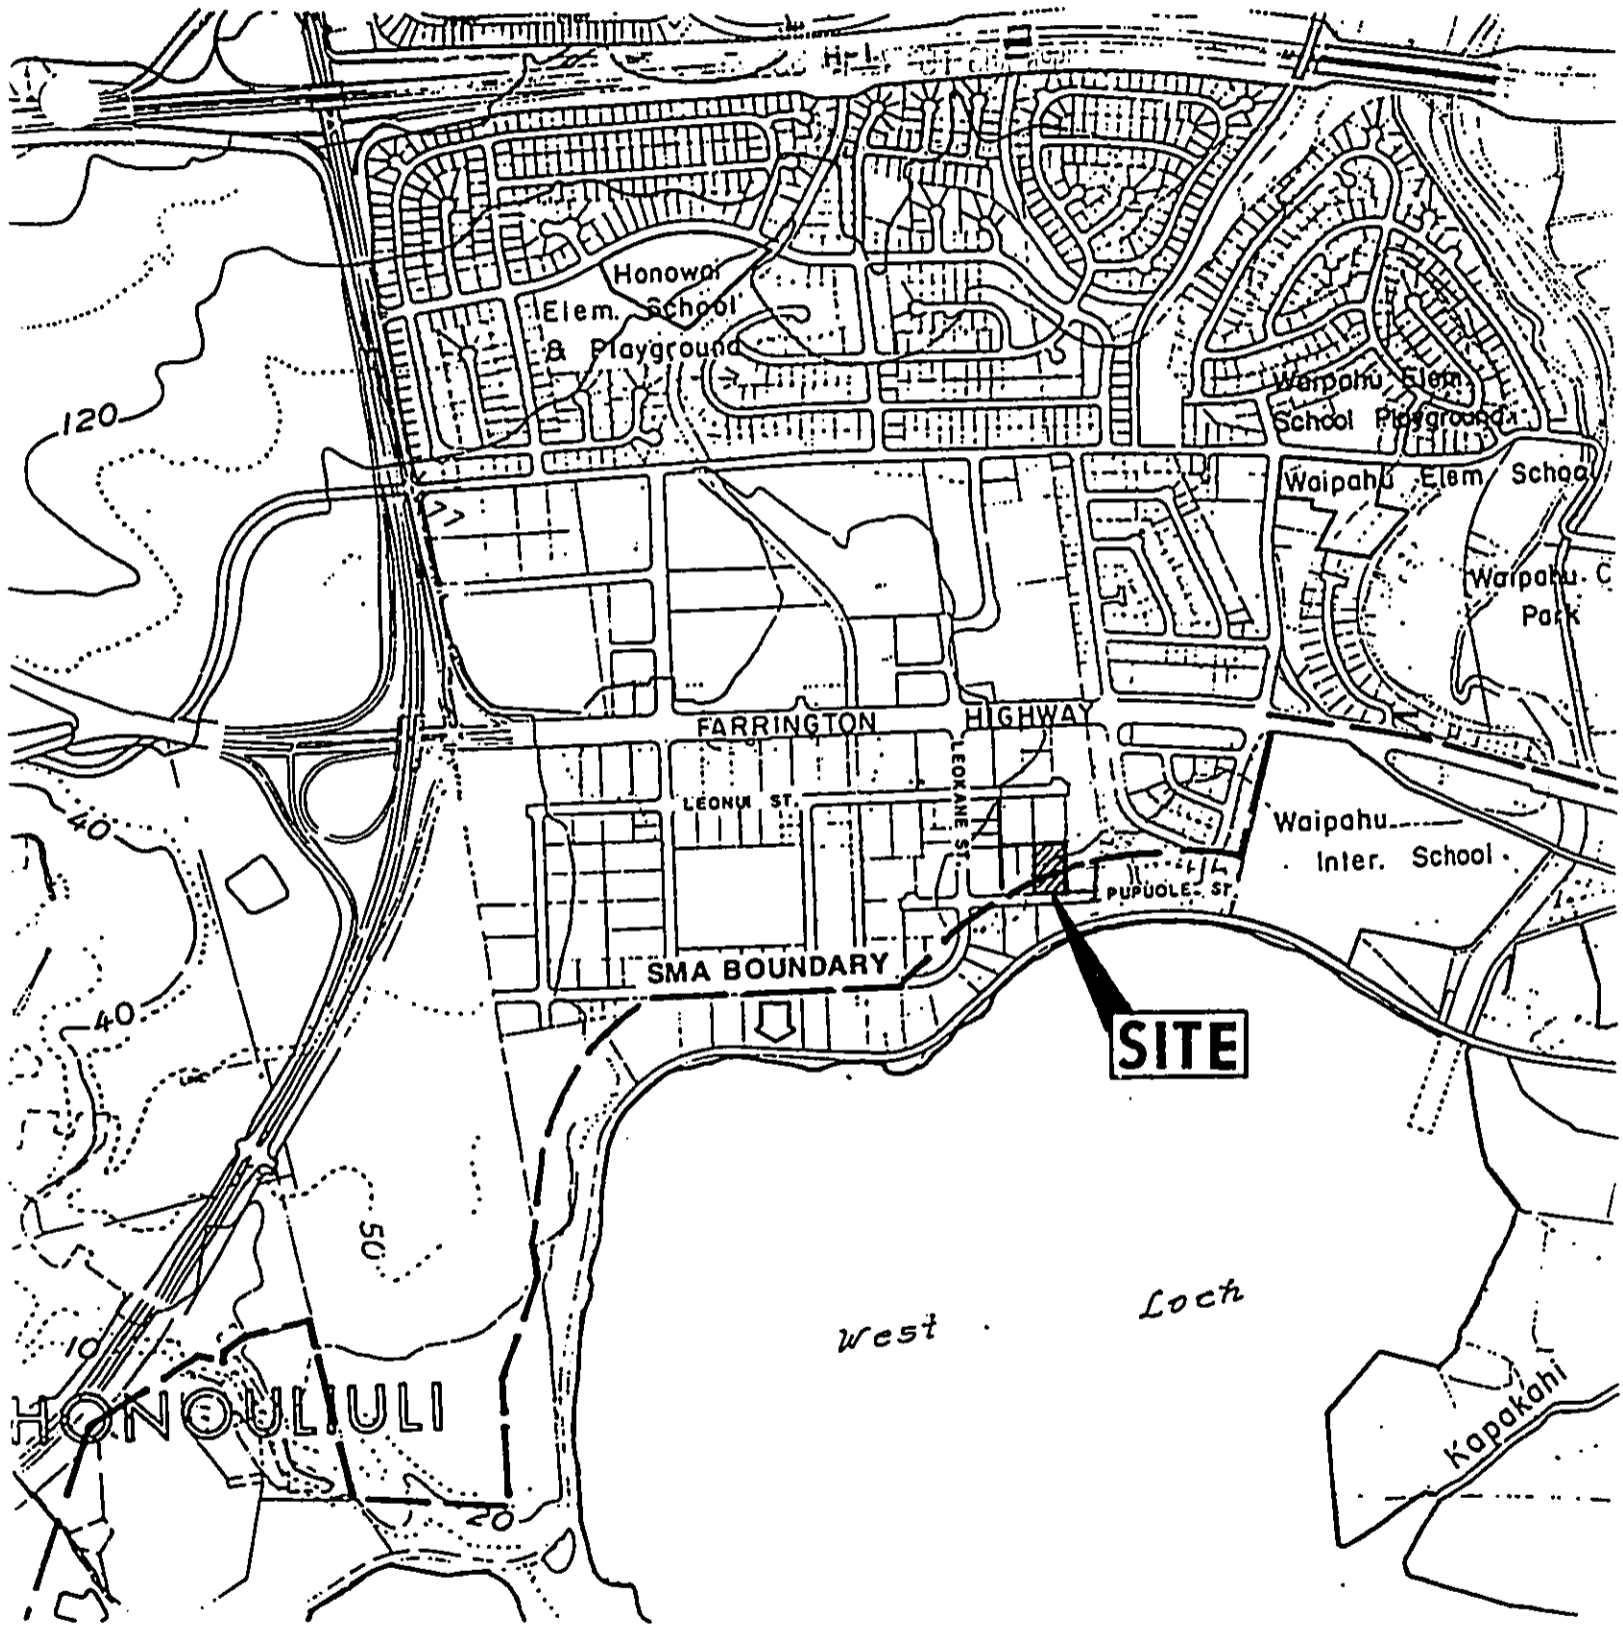 H-1
Honowai
Elem. School
& Playground
120
Waipahu Elem.
School Playground
Waipahu Elem School
Waipahu C
Park
FARRINGTON HIGHWAY
LEOKANE ST.
LEONUI ST.
40
Waipahu
Inter. School
PUPUOLE ST
SMA BOUNDARY
40
SITE
50
West Loch
10
HONOULIULI
Kapakahi
20